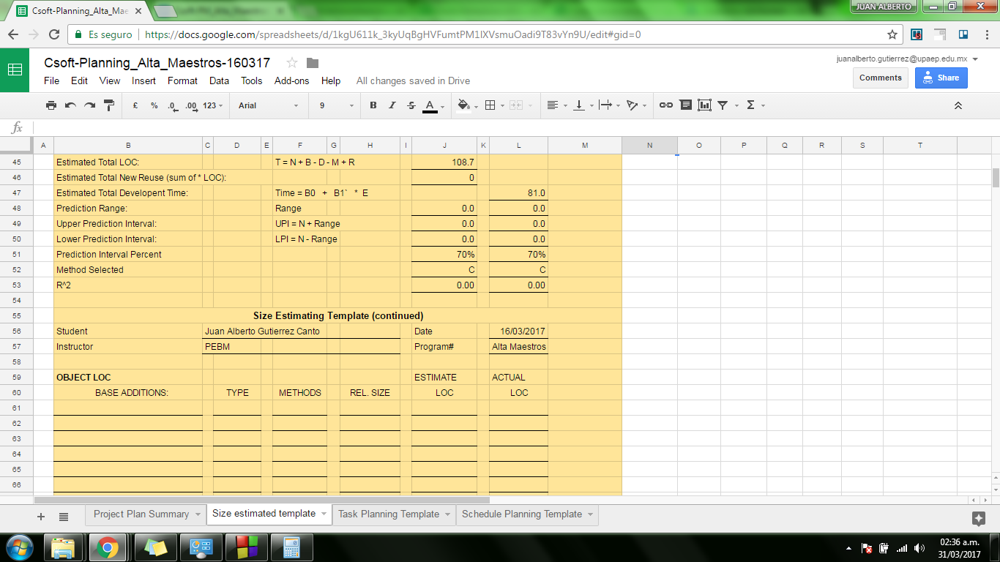 Csoft-Planning_Alta_Mae
JUAN ALBERTO
Es seguro https://docs.google.com/spreadsheets/d/1kgU611k_3kyUqBgHVFumtPM1IXVsmuOadi9T83vYn9U/edit#gid=0
Csoft-Planning_Alta_Maestros-160317
juanalberto.gutierrez@upaep.edu.mx
File Edit View Insert Format Data Tools Add-ons Help All changes saved in Drive
Comments Share
£ % .0 .00 123 Arial 9 B I S A Σ
fx
A B C D E F G H I J K L M N O P Q R S T
45 Estimated Total LOC: T = N + B - D - M + R 108.7
46 Estimated Total New Reuse (sum of * LOC): 0
47 Estimated Total Developent Time: Time = B0 + B1` * E 81.0
48 Prediction Range: Range 0.0 0.0
49 Upper Prediction Interval: UPI = N + Range 0.0 0.0
50 Lower Prediction Interval: LPI = N - Range 0.0 0.0
51 Prediction Interval Percent 70% 70%
52 Method Selected C C
53 R^2 0.00 0.00
54
55 Size Estimating Template (continued)
56 Student Juan Alberto Gutierrez Canto Date 16/03/2017
57 Instructor PEBM Program# Alta Maestros
58
59 OBJECT LOC ESTIMATE ACTUAL
60 BASE ADDITIONS: TYPE METHODS REL. SIZE LOC LOC
61
62
63
64
65
66
Project Plan Summary Size estimated template Task Planning Template Schedule Planning Template
02:36 a.m.
31/03/2017